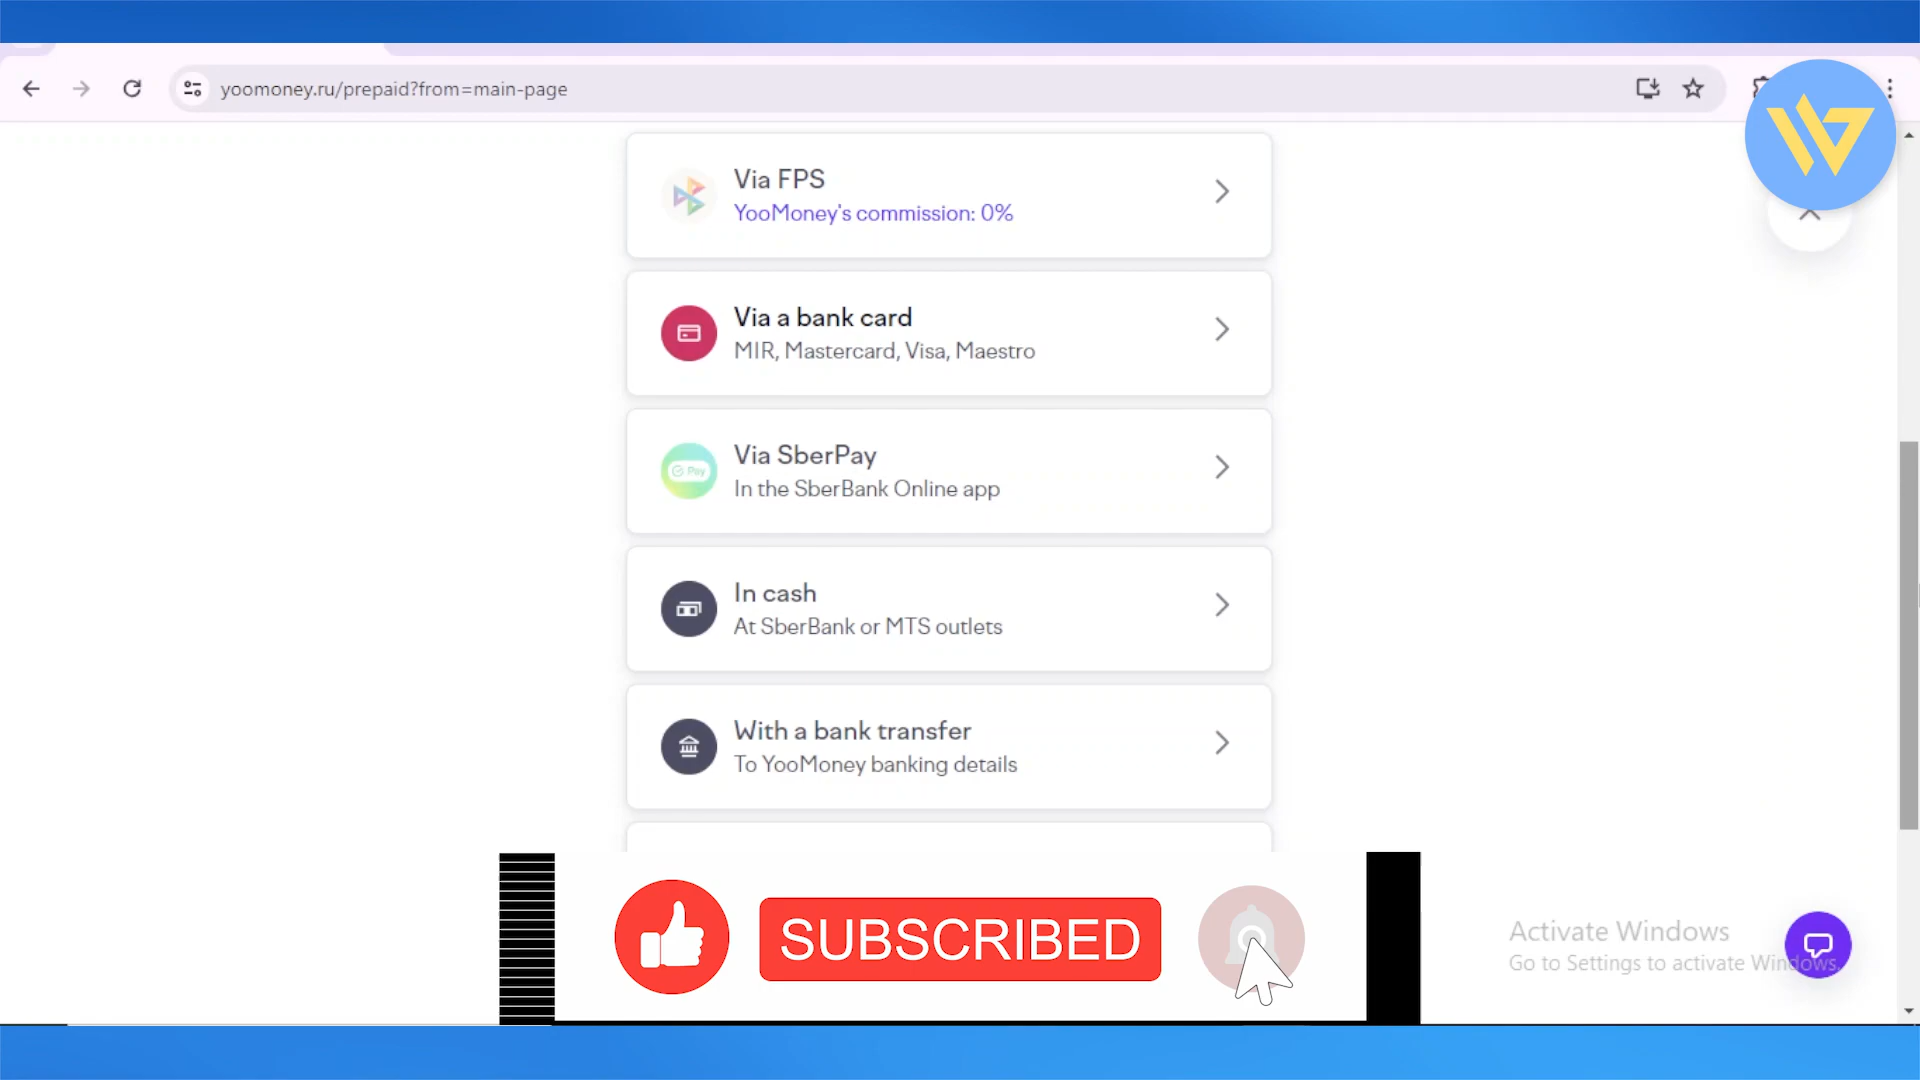 yoomoney.ru/prepaid?from=main-page
Via FPS
YooMoney's commission: 0%
Via a bank card
MIR, Mastercard, Visa, Maestro
Via SberPay
Pay
In the SberBank Online app
In cash
At SberBank or MTS outlets
With a bank transfer
To YooMoney banking details
SUBSCRIBED
Activate Windows
Go to Settings to activate Windows.